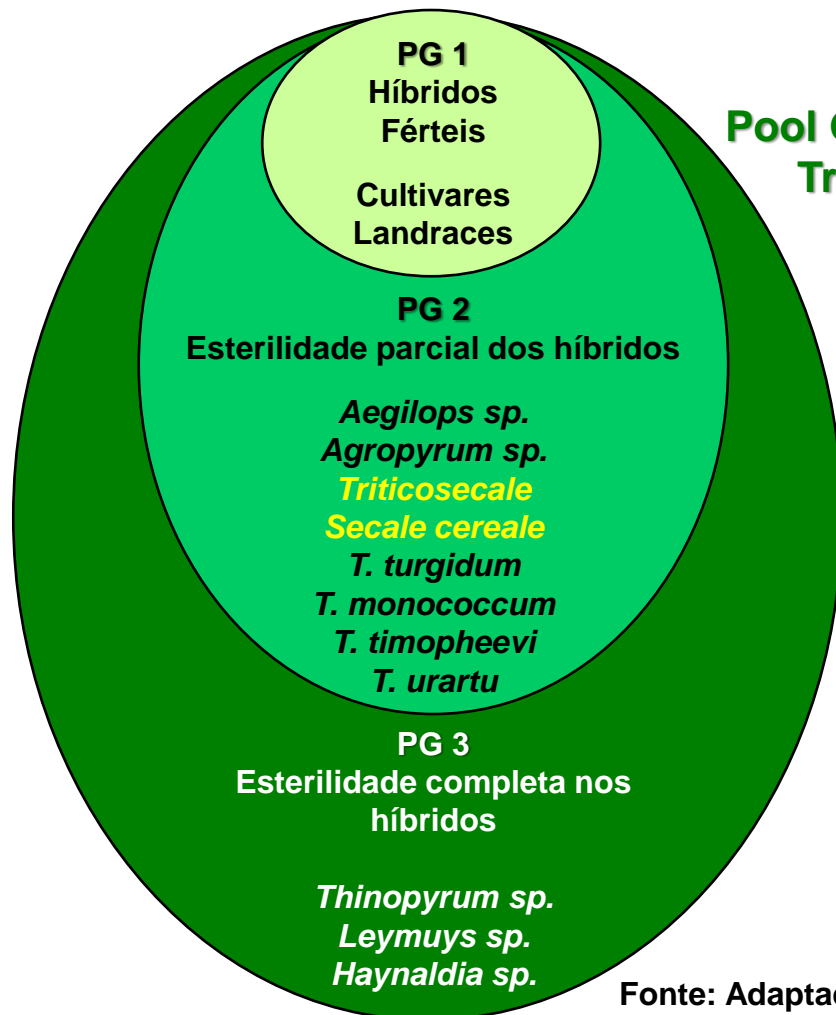 PG 1
Híbridos
Férteis
Cultivares
Landraces
Pool
Tr
PG 2
Esterilidade parcial dos híbridos
Aegilops sp.
Agropyrum sp.
Triticosecale
Secale cereale
T. turgidum
T. monococcum
T. timopheevi
T. urartu
PG 3
Esterilidade completa nos
híbridos
Thinopyrum sp.
Leymuys sp.
Haynaldia sp.
Fonte: Adapta